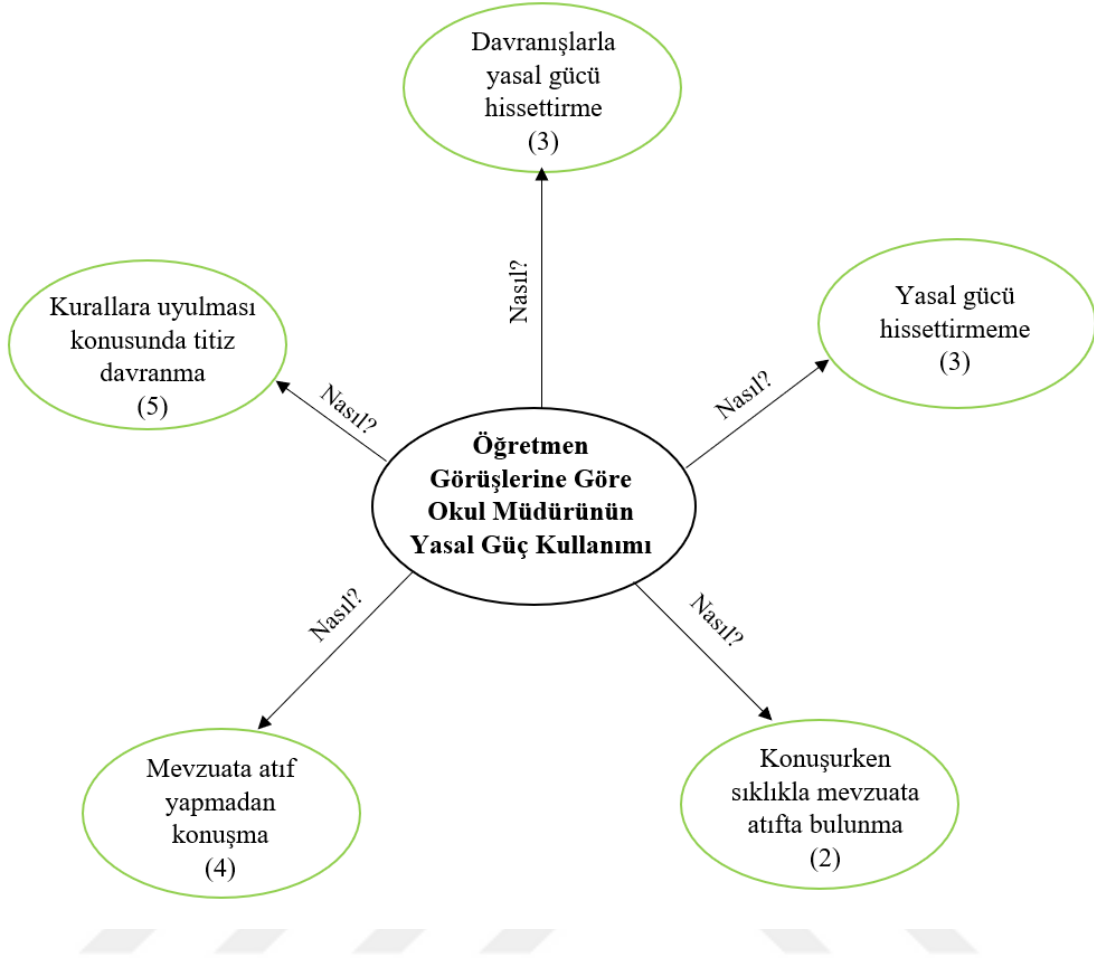 Davranışlarla
yasal gücü
hissettirme
(3)
Nasıl?
Kurallara uyulması
konusunda titiz
davranma
(5)
Nasıl?
Yasal gücü
hissettirmeme
(3)
Nasıl?
Öğretmen
Görüşlerine Göre
Okul Müdürünün
Yasal Güç Kullanımı
Nasıl?
Mevzuata atıf
yapmadan
konuşma
(4)
Nasıl?
Konuşurken
sıklıkla mevzuata
atıfta bulunma
(2)